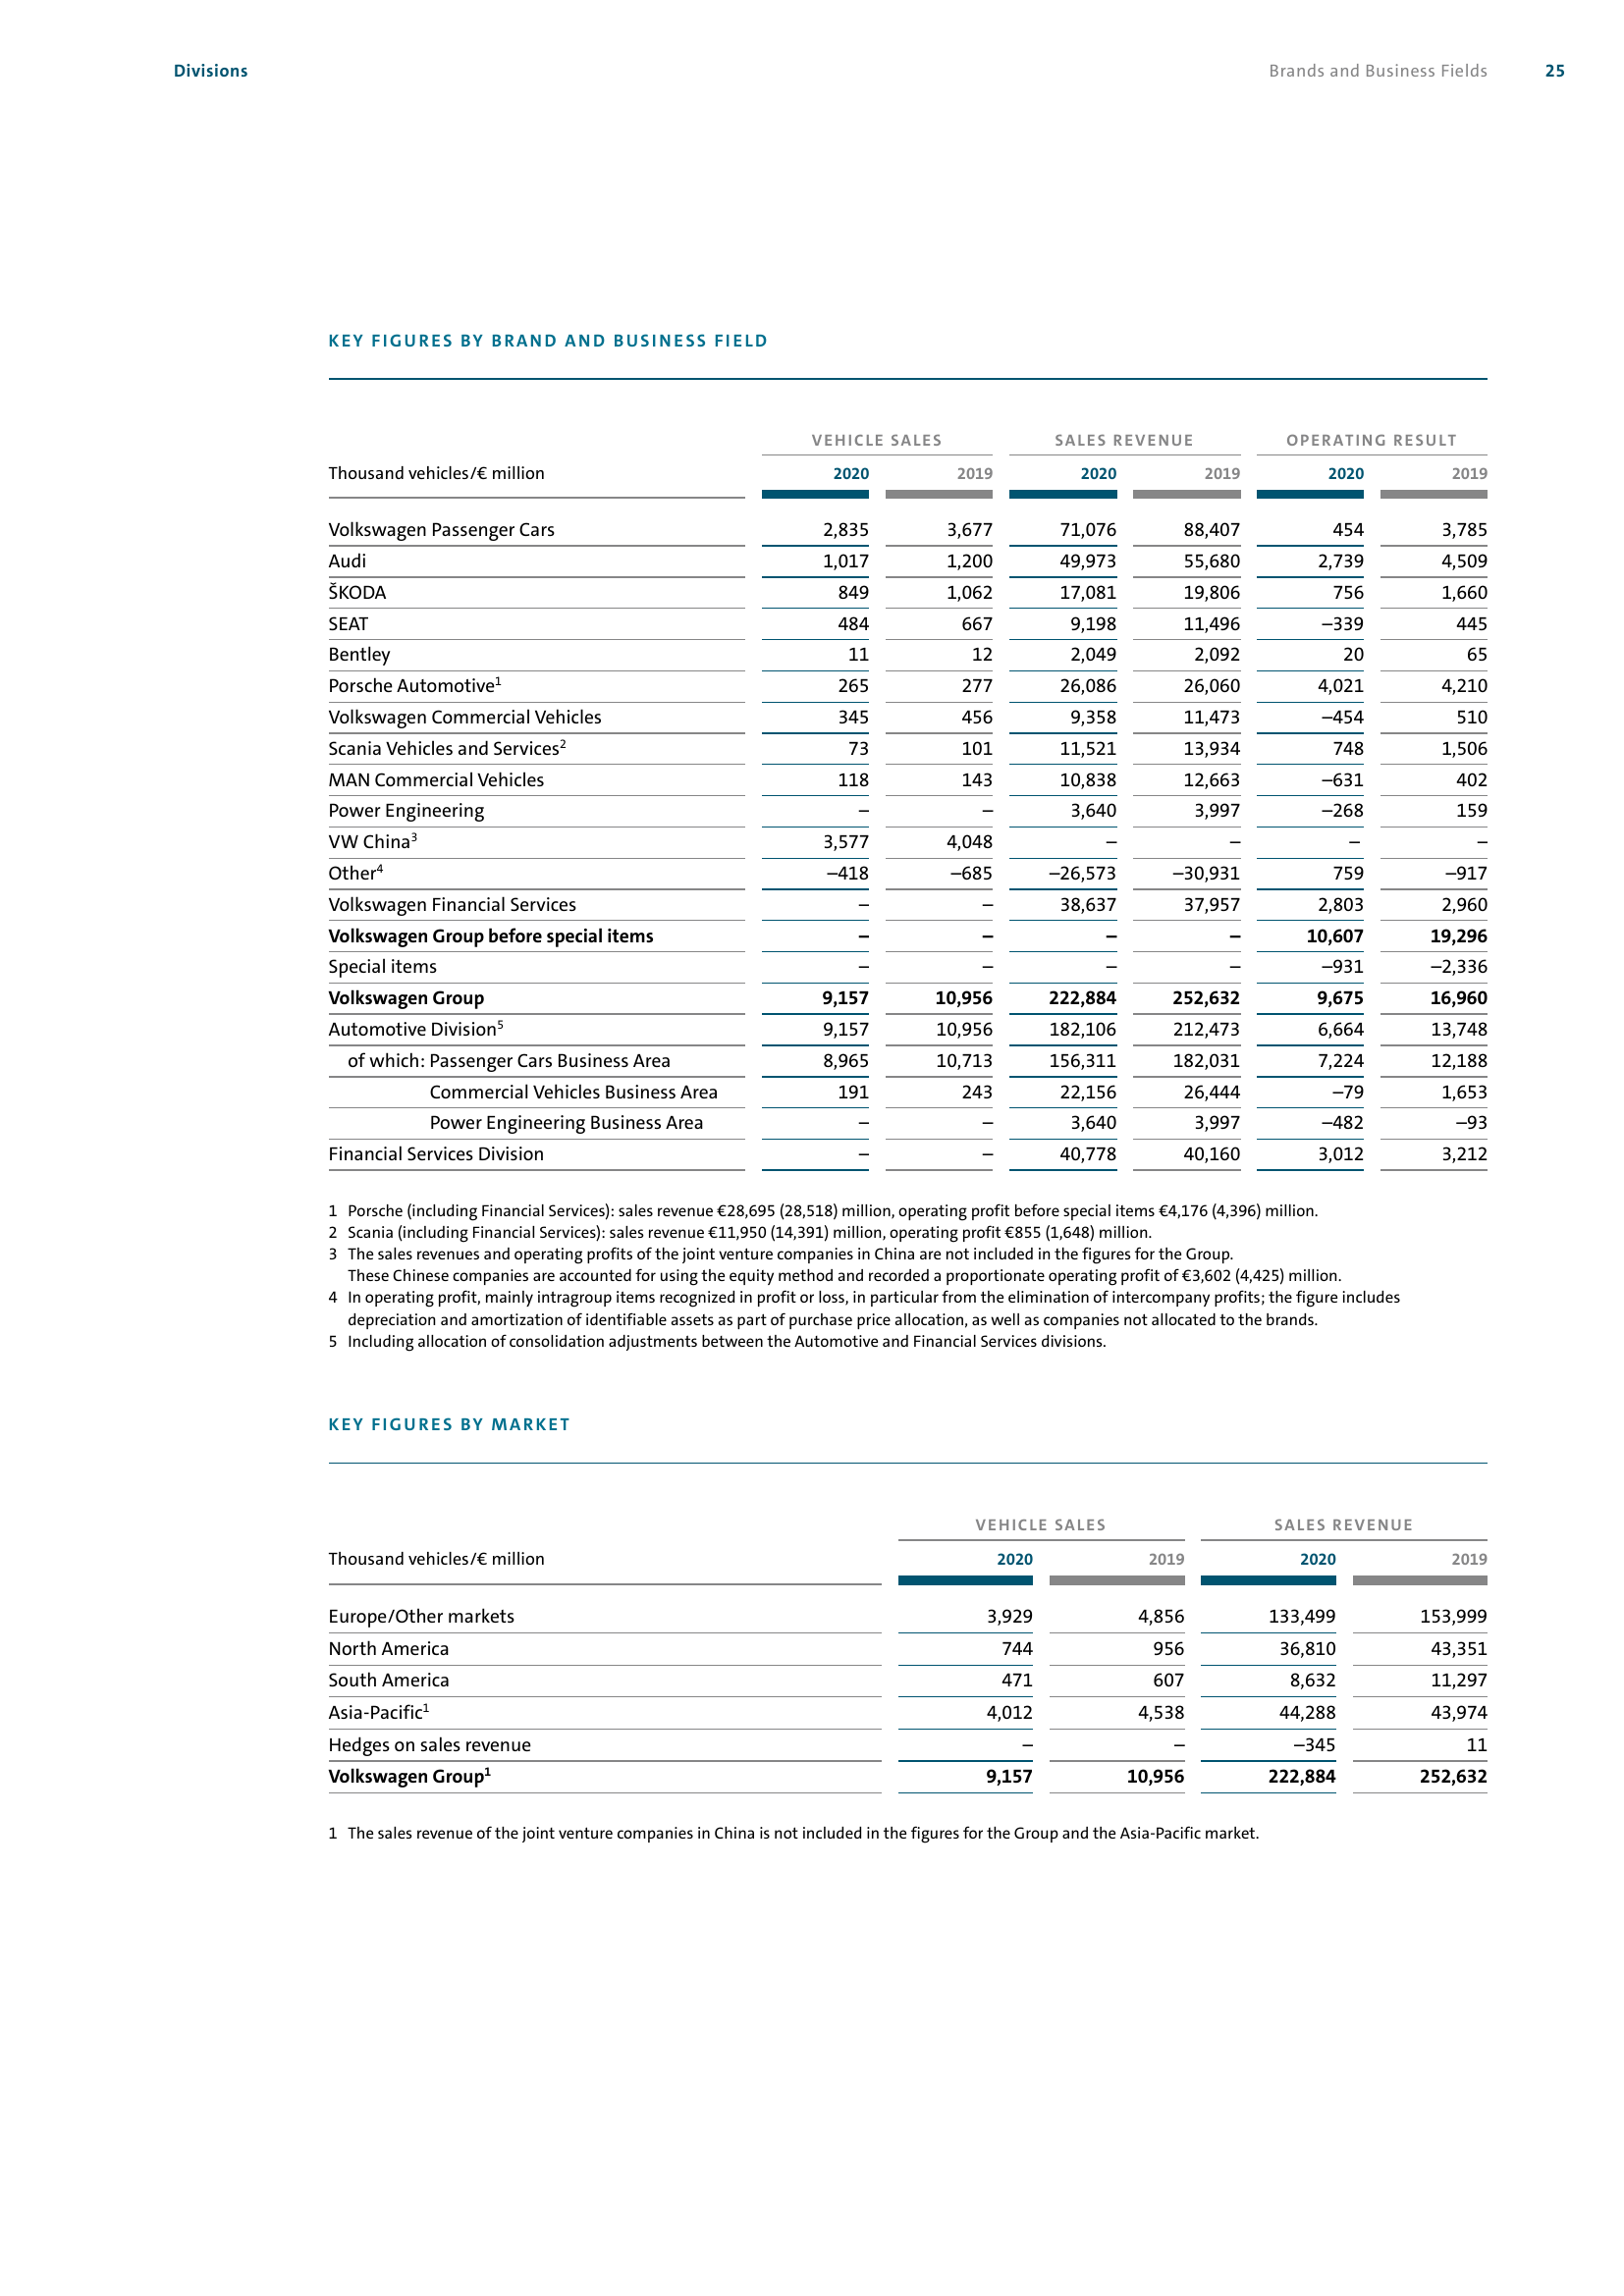 Divisions Brands and Business Fields 25
KEY FIGURES BY BRAND AND BUSINESS FIELD
VEHICLE SALES SALES REVENUE OPERATING RESULT
Thousand vehicles/€ million 2020 2019 2020 2019 2020 2019
Volkswagen Passenger Cars 2,835 3,677 71,076 88,407 454 3,785
Audi 1,017 1,200 49,973 55,680 2,739 4,509
ŠKODA 849 1,062 17,081 19,806 756 1,660
SEAT 484 667 9,198 11,496 –339 445
Bentley 11 12 2,049 2,092 20 65
Porsche Automotive1 265 277 26,086 26,060 4,021 4,210
Volkswagen Commercial Vehicles 345 456 9,358 11,473 –454 510
Scania Vehicles and Services2 73 101 11,521 13,934 748 1,506
MAN Commercial Vehicles 118 143 10,838 12,663 –631 402
Power Engineering – – 3,640 3,997 –268 159
VW China3 3,577 4,048 – – – –
Other4 –418 –685 –26,573 –30,931 759 –917
Volkswagen Financial Services – – 38,637 37,957 2,803 2,960
Volkswagen Group before special items – – – – 10,607 19,296
Special items – – – – –931 –2,336
Volkswagen Group 9,157 10,956 222,884 252,632 9,675 16,960
Automotive Division5 9,157 10,956 182,106 212,473 6,664 13,748
of which: Passenger Cars Business Area 8,965 10,713 156,311 182,031 7,224 12,188
Commercial Vehicles Business Area 191 243 22,156 26,444 –79 1,653
Power Engineering Business Area – – 3,640 3,997 –482 –93
Financial Services Division – – 40,778 40,160 3,012 3,212
1 Porsche (including Financial Services): sales revenue €28,695 (28,518) million, operating profit before special items €4,176 (4,396) million.
2 Scania (including Financial Services): sales revenue €11,950 (14,391) million, operating profit €855 (1,648) million.
3 The sales revenues and operating profits of the joint venture companies in China are not included in the figures for the Group.
These Chinese companies are accounted for using the equity method and recorded a proportionate operating profit of €3,602 (4,425) million.
4 In operating profit, mainly intragroup items recognized in profit or loss, in particular from the elimination of intercompany profits; the figure includes
depreciation and amortization of identifiable assets as part of purchase price allocation, as well as companies not allocated to the brands.
5 Including allocation of consolidation adjustments between the Automotive and Financial Services divisions.
KEY FIGURES BY MARKET
VEHICLE SALES SALES REVENUE
Thousand vehicles/€ million 2020 2019 2020 2019
Europe/Other markets 3,929 4,856 133,499 153,999
North America 744 956 36,810 43,351
South America 471 607 8,632 11,297
Asia-Pacific1 4,012 4,538 44,288 43,974
Hedges on sales revenue – – –345 11
Volkswagen Group1 9,157 10,956 222,884 252,632
1 The sales revenue of the joint venture companies in China is not included in the figures for the Group and the Asia-Pacific market.